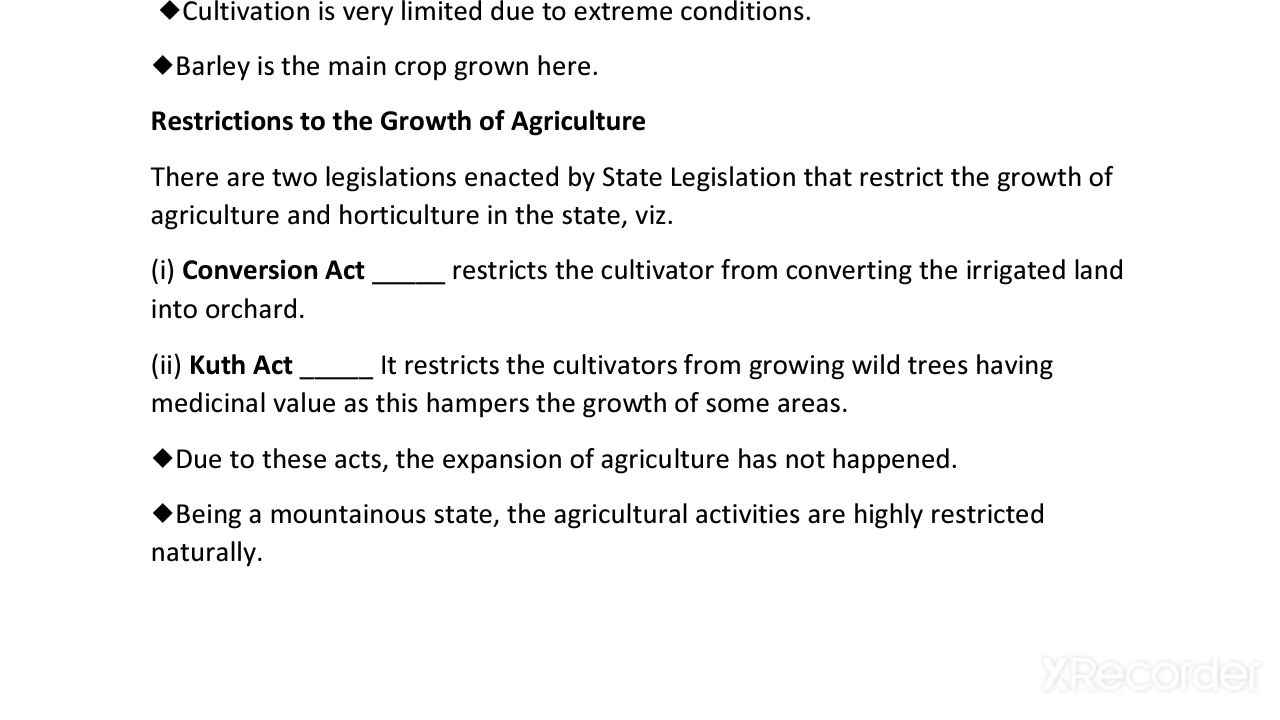 ◆Cultivation is very limited due to extreme conditions.
◆Barley is the main crop grown here.
Restrictions to the Growth of Agriculture
There are two legislations enacted by State Legislation that restrict the growth of
agriculture and horticulture in the state, viz.
(i) Conversion Act _____ restricts the cultivator from converting the irrigated land
into orchard.
(ii) Kuth Act _____ It restricts the cultivators from growing wild trees having
medicinal value as this hampers the growth of some areas.
◆Due to these acts, the expansion of agriculture has not happened.
◆Being a mountainous state, the agricultural activities are highly restricted
naturally.
XRecorder